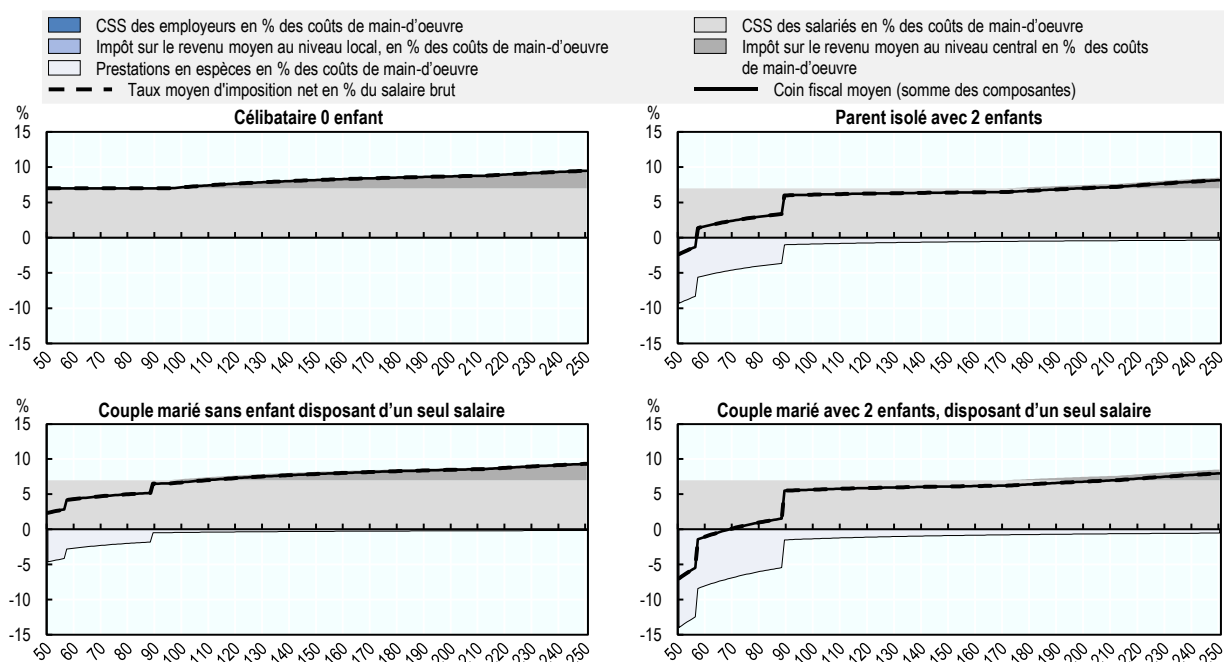 CSS des employeurs en % des coûts de main-d'oeuvre
CSS des salariés en % des coûts de main-d'oeuvre
Impôt sur le revenu moyen au niveau local, en % des coûts de main-d'oeuvre
Impôt sur le revenu moyen au niveau central en % des coûts
de main-d'oeuvre
Prestations en espèces en % des coûts de main-d'oeuvre
Taux moyen d'imposition net en % du salaire brut
Coin fiscal moyen (somme des composantes)
%
Célibataire 0 enfant
15
10
5
0
-5
-10
-15
50 60 70 80 90 100 110 120 130 140 150 160 170 180 190 200 210 220 230 240 250
%
Parent isolé avec 2 enfants
15
10
5
0
-5
-10
-15
50 60 70 80 90 100 110 120 130 140 150 160 170 180 190 200 210 220 230 240 250
%
Couple marié sans enfant disposant d'un seul salaire
15
10
5
0
-5
-10
-15
50 60 70 80 90 100 110 120 130 140 150 160 170 180 190 200 210 220 230 240 250
%
Couple marié avec 2 enfants, disposant d'un seul salaire
15
10
5
0
-5
-10
-15
50 60 70 80 90 100 110 120 130 140 150 160 170 180 190 200 210 220 230 240 250